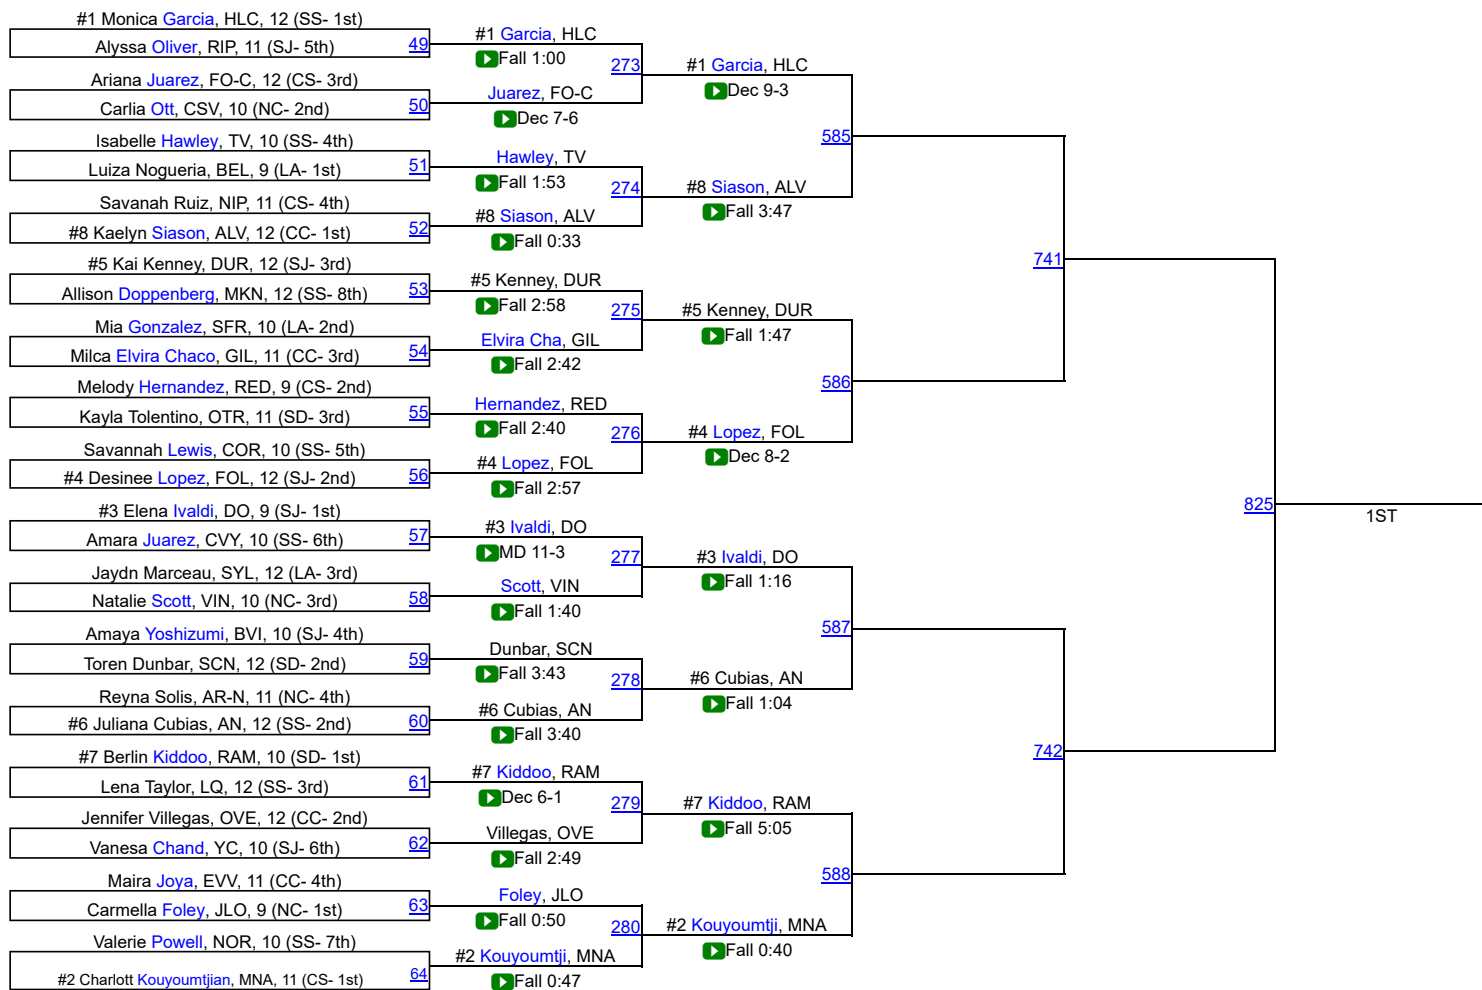 #1 Monica Garcia, HLC, 12 (SS- 1st)
Alyssa Oliver, RIP, 11 (SJ- 5th)
49
Ariana Juarez, FO-C, 12 (CS- 3rd)
Carlia Ott, CSV, 10 (NC- 2nd)
50
Isabelle Hawley, TV, 10 (SS- 4th)
Luiza Nogueria, BEL, 9 (LA- 1st)
51
Savanah Ruiz, NIP, 11 (CS- 4th)
#8 Kaelyn Siason, ALV, 12 (CC- 1st)
52
#5 Kai Kenney, DUR, 12 (SJ- 3rd)
Allison Doppenberg, MKN, 12 (SS- 8th)
53
Mia Gonzalez, SFR, 10 (LA- 2nd)
Milca Elvira Chaco, GIL, 11 (CC- 3rd)
54
Melody Hernandez, RED, 9 (CS- 2nd)
Kayla Tolentino, OTR, 11 (SD- 3rd)
55
Savannah Lewis, COR, 10 (SS- 5th)
#4 Desinee Lopez, FOL, 12 (SJ- 2nd)
56
#3 Elena Ivaldi, DO, 9 (SJ- 1st)
Amara Juarez, CVY, 10 (SS- 6th)
57
Jaydn Marceau, SYL, 12 (LA- 3rd)
Natalie Scott, VIN, 10 (NC- 3rd)
58
Amaya Yoshizumi, BVI, 10 (SJ- 4th)
Toren Dunbar, SCN, 12 (SD- 2nd)
59
Reyna Solis, AR-N, 11 (NC- 4th)
#6 Juliana Cubias, AN, 12 (SS- 2nd)
60
#7 Berlin Kiddoo, RAM, 10 (SD- 1st)
Lena Taylor, LQ, 12 (SS- 3rd)
61
Jennifer Villegas, OVE, 12 (CC- 2nd)
Vanesa Chand, YC, 10 (SJ- 6th)
62
Maira Joya, EVV, 11 (CC- 4th)
Carmella Foley, JLO, 9 (NC- 1st)
63
Valerie Powell, NOR, 10 (SS- 7th)
#2 Charlott Kouyoumtjian, MNA, 11 (CS- 1st)
64
#1 Garcia, HLC
Fall 1:00
273
Juarez, FO-C
Dec 7-6
Hawley, TV
Fall 1:53
274
#8 Siason, ALV
Fall 0:33
#5 Kenney, DUR
Fall 2:58
275
Elvira Cha, GIL
Fall 2:42
Hernandez, RED
Fall 2:40
276
#4 Lopez, FOL
Fall 2:57
#3 Ivaldi, DO
MD 11-3
277
Scott, VIN
Fall 1:40
Dunbar, SCN
Fall 3:43
278
#6 Cubias, AN
Fall 3:40
#7 Kiddoo, RAM
Dec 6-1
279
Villegas, OVE
Fall 2:49
Foley, JLO
Fall 0:50
280
#2 Kouyoumtji, MNA
Fall 0:47
#1 Garcia, HLC
Dec 9-3
585
#8 Siason, ALV
Fall 3:47
#5 Kenney, DUR
Fall 1:47
586
#4 Lopez, FOL
Dec 8-2
#3 Ivaldi, DO
Fall 1:16
587
#6 Cubias, AN
Fall 1:04
#7 Kiddoo, RAM
Fall 5:05
588
#2 Kouyoumtji, MNA
Fall 0:40
741
742
825
1ST